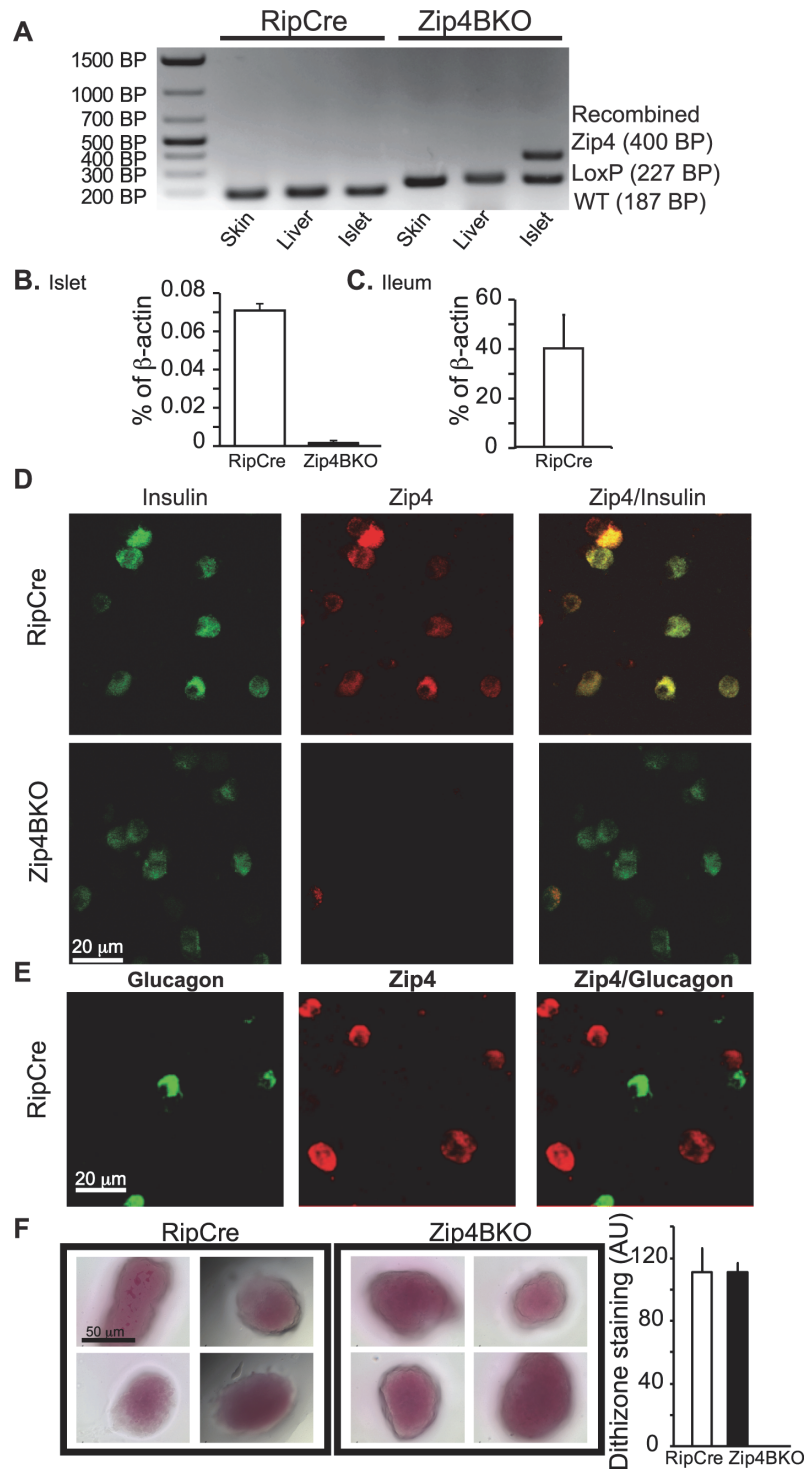 A
RipCre Zip4BKO
1500 BP
1000 BP
700 BP
500 BP
400 BP
300 BP
200 BP
Recombined
Zip4 (400 BP)
LoxP (227 BP)
WT (187 BP)
Skin Liver Islet Skin Liver Islet
B. Islet
% of β-actin
0.08
0.06
0.04
0.02
0
RipCre Zip4BKO
C. Ileum
% of β-actin
60
40
20
0
RipCre
D
Insulin Zip4 Zip4/Insulin
RipCre
Zip4BKO
20 μm
E
Glucagon Zip4 Zip4/Glucagon
RipCre
20 μm
F
RipCre Zip4BKO
50 μm
Dithizone staining (AU)
120
80
40
0
RipCre Zip4BKO